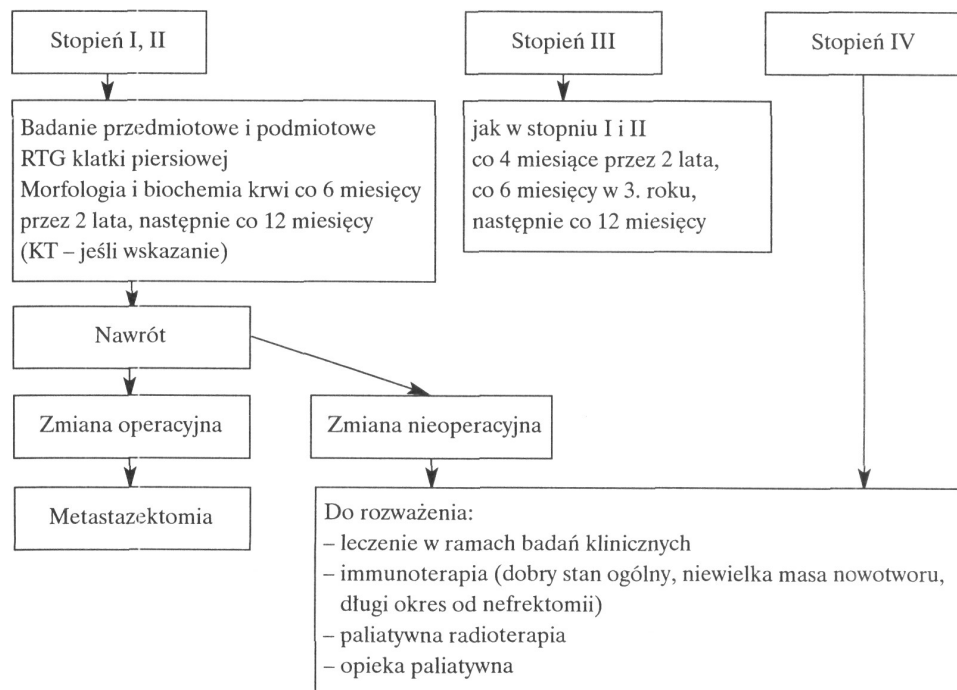 Stopień I, II
Stopień III
Stopień IV
Badanie przedmiotowe i podmiotowe
RTG klatki piersiowej
Morfologia i biochemia krwi co 6 miesięcy
przez 2 lata, następnie co 12 miesięcy
(KT – jeśli wskazanie)
jak w stopniu I i II
co 4 miesiące przez 2 lata,
co 6 miesięcy w 3. roku,
następnie co 12 miesięcy
Nawrót
Zmiana operacyjna
Zmiana nieoperacyjna
Metastazektomia
Do rozważenia:
– leczenie w ramach badań klinicznych
– immunoterapia (dobry stan ogólny, niewielka masa nowotworu,
długi okres od nefrektomii)
– paliatywna radioterapia
– opieka paliatywna